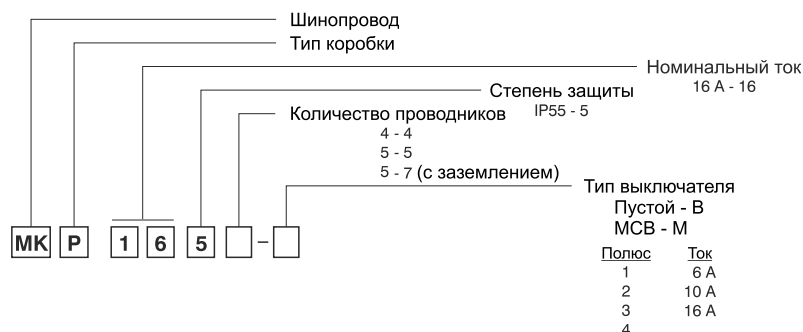 Шинопровод
Тип коробки
Номинальный ток
16 А - 16
Степень защиты
IP55 - 5
Количество проводников
4 - 4
5 - 5
5 - 7 (с заземлением)
Тип выключателя
Пустой - В
МСВ - М
MK P 1 6 5 -
Полюс Ток
1 6 А
2 10 А
3 16 А
4